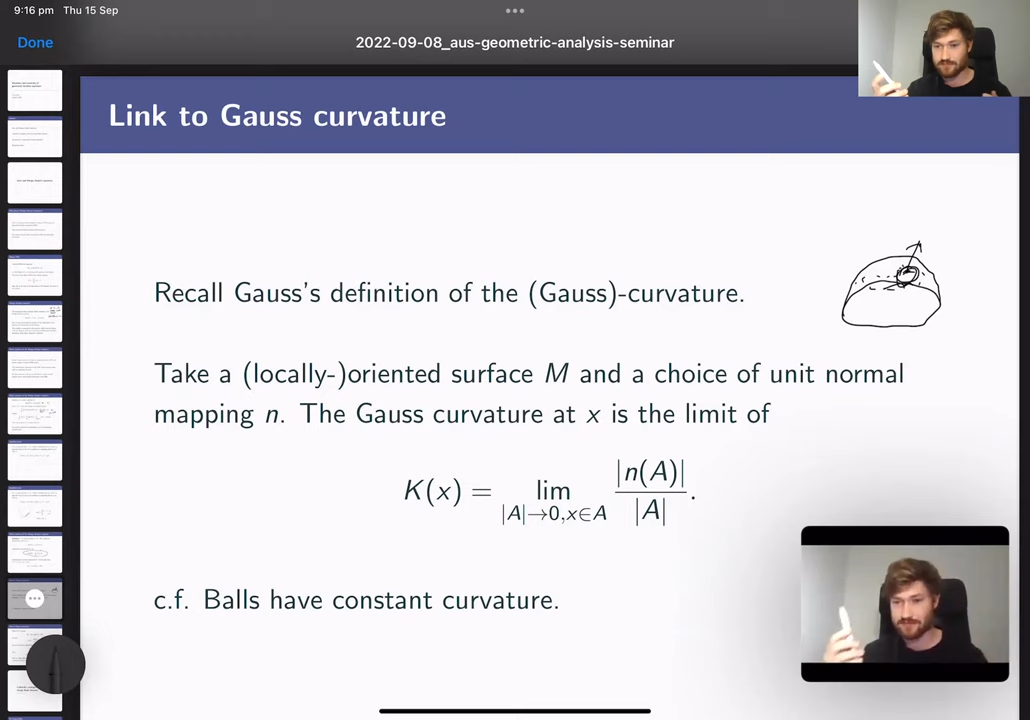 9:16 pm Thu 15 Sep
Done
2022-09-08_aus-geometric-analysis-seminar
Link to Gauss curvature
Recall Gauss's definition of the (Gauss)-curvature.
Take a (locally-)oriented surface M and a choice of unit normal
mapping n. The Gauss curvature at x is the limit of
K(x) = lim |A|→0,x∈A |n(A)| / |A| .
c.f. Balls have constant curvature.